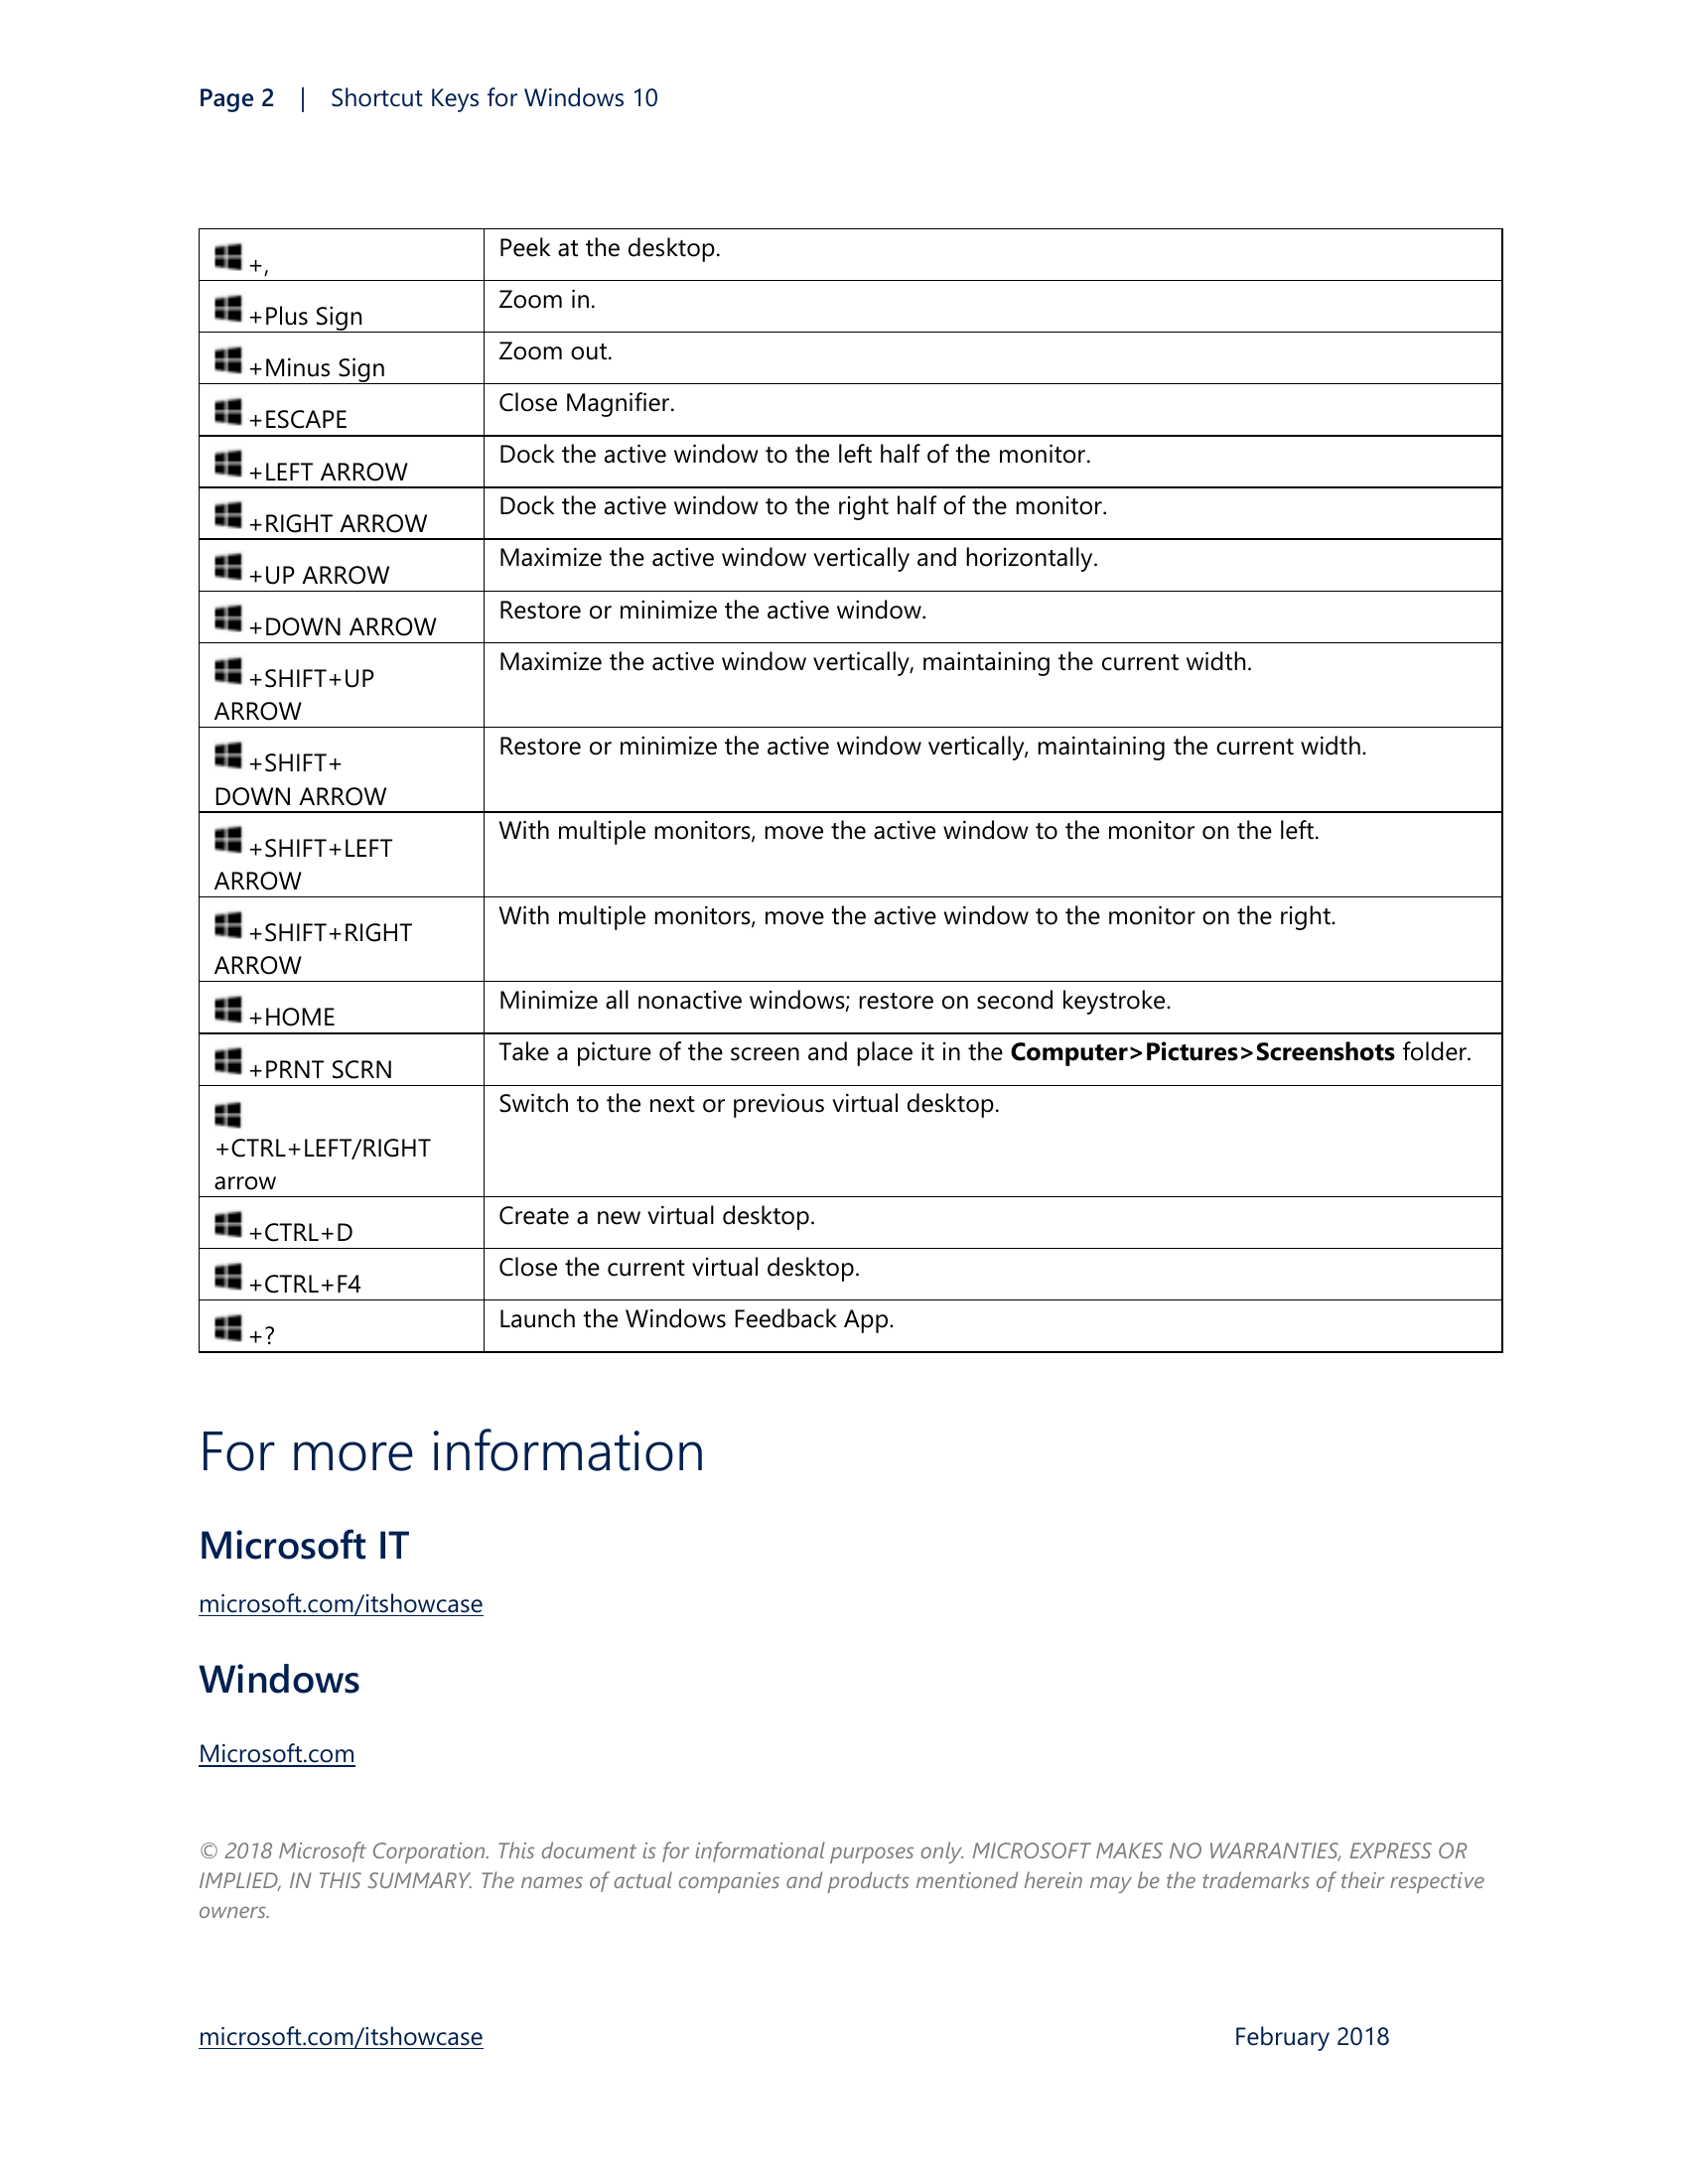 Page 2 | Shortcut Keys for Windows 10
+, Peek at the desktop.
+Plus Sign Zoom in.
+Minus Sign Zoom out.
+ESCAPE Close Magnifier.
+LEFT ARROW Dock the active window to the left half of the monitor.
+RIGHT ARROW Dock the active window to the right half of the monitor.
+UP ARROW Maximize the active window vertically and horizontally.
+DOWN ARROW Restore or minimize the active window.
+SHIFT+UP Maximize the active window vertically, maintaining the current width.
ARROW
+SHIFT+ Restore or minimize the active window vertically, maintaining the current width.
DOWN ARROW
+SHIFT+LEFT With multiple monitors, move the active window to the monitor on the left.
ARROW
+SHIFT+RIGHT With multiple monitors, move the active window to the monitor on the right.
ARROW
+HOME Minimize all nonactive windows; restore on second keystroke.
+PRNT SCRN Take a picture of the screen and place it in the Computer>Pictures>Screenshots folder.
Switch to the next or previous virtual desktop.
+CTRL+LEFT/RIGHT
arrow
+CTRL+D Create a new virtual desktop.
+CTRL+F4 Close the current virtual desktop.
+? Launch the Windows Feedback App.
For more information
Microsoft IT
microsoft.com/itshowcase
Windows
Microsoft.com
© 2018 Microsoft Corporation. This document is for informational purposes only. MICROSOFT MAKES NO WARRANTIES, EXPRESS OR
IMPLIED, IN THIS SUMMARY. The names of actual companies and products mentioned herein may be the trademarks of their respective
owners.
microsoft.com/itshowcase February 2018